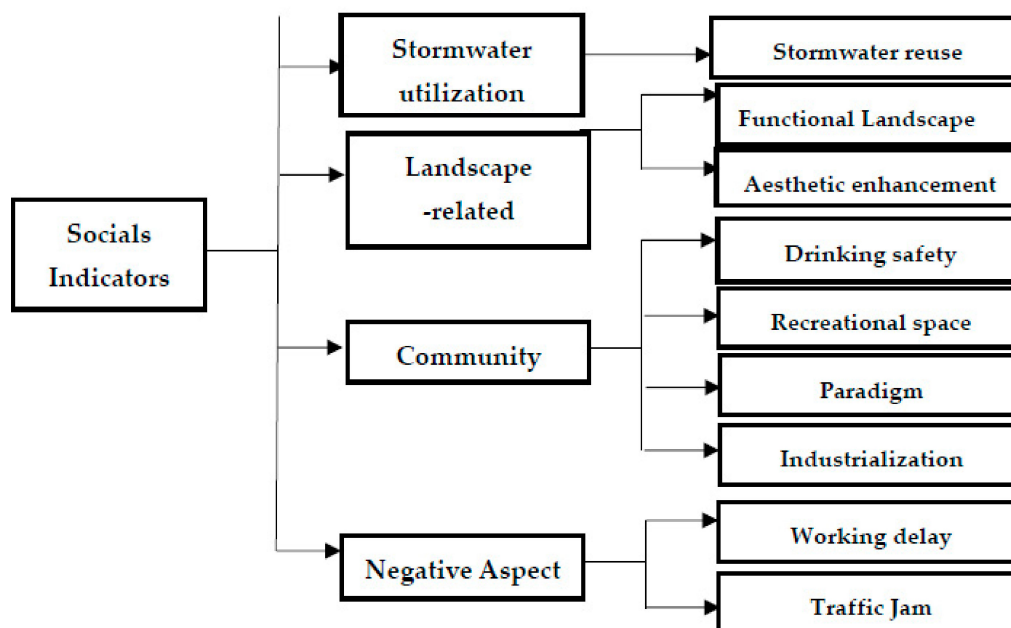 Socials
Indicators
Stormwater
utilization
Landscape
-related
Community
Negative Aspect
Stormwater reuse
Functional Landscape
Aesthetic enhancement
Drinking safety
Recreational space
Paradigm
Industrialization
Working delay
Traffic Jam